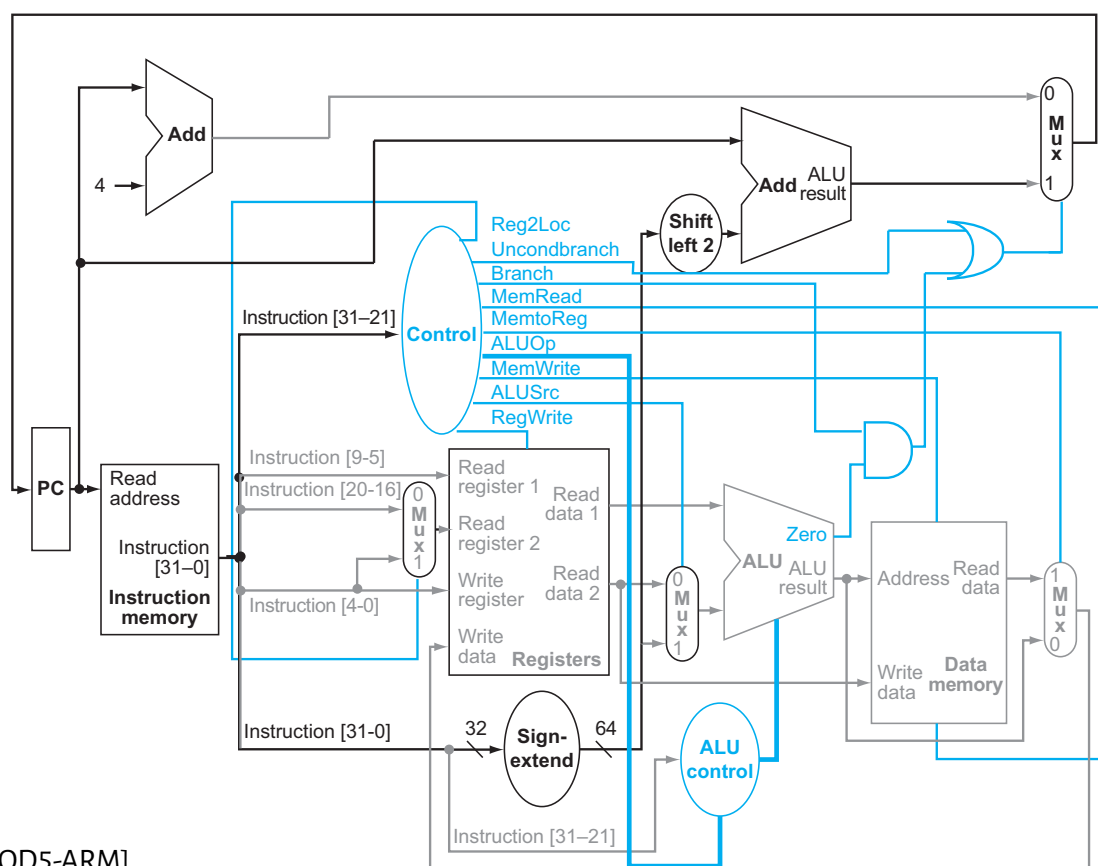 0
M
u
x
1
Add
4
Add
ALU
result
Shift
left 2
Reg2Loc
Uncondbranch
Branch
MemRead
MemtoReg
ALUOp
MemWrite
ALUSrc
RegWrite
Instruction [31–21]
Control
PC
Read
address
Instruction
[31–0]
Instruction
memory
Instruction [9-5]
Instruction [20-16]
Instruction [4-0]
0
M
u
x
1
Read
register 1
Read
register 2
Write
register
Write
data
Read
data 1
Read
data 2
Registers
0
M
u
x
1
Zero
ALU
ALU
result
Address
Read
data
Write
data
Data
memory
1
M
u
x
0
Instruction [31-0]
32
Sign-
extend
64
ALU
control
Instruction [31–21]
OD5-ARM]